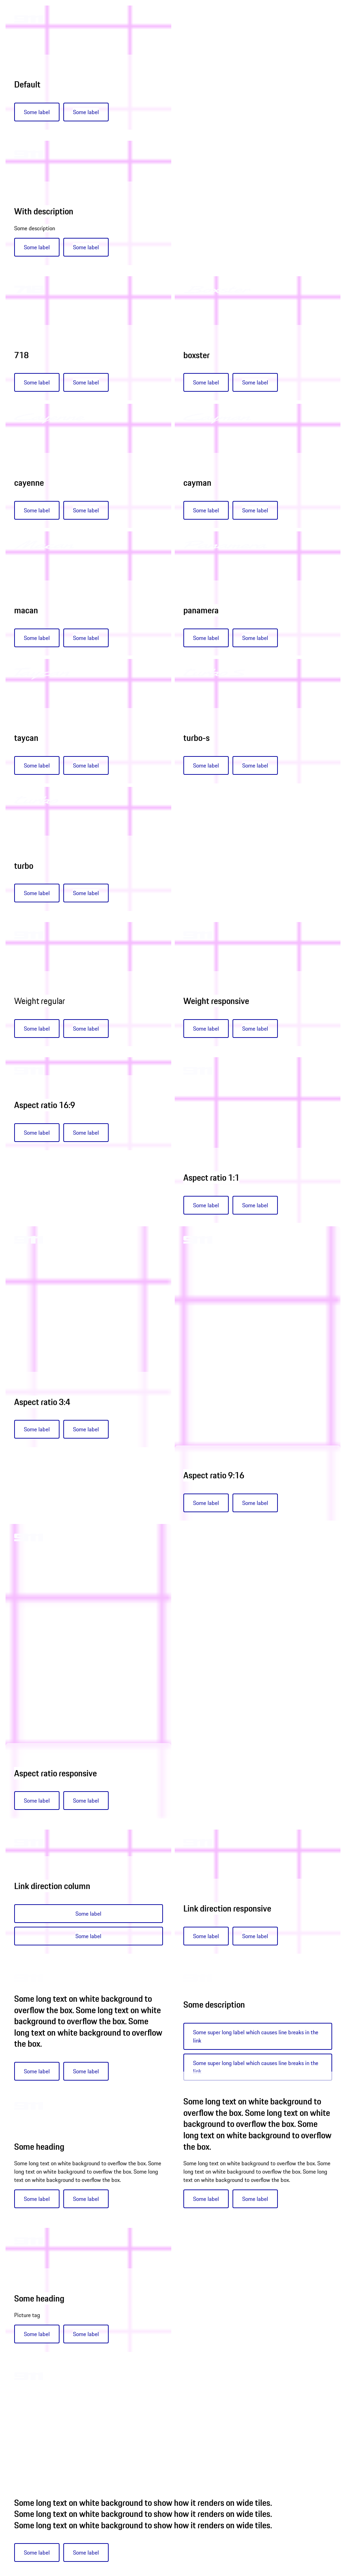 Default
Some label Some label
With description
Some description
Some label Some label
718 boxster
Some label Some label Some label Some label
cayenne cayman
Some label Some label Some label Some label
macan panamera
Some label Some label Some label Some label
taycan turbo-s
Some label Some label Some label Some label
turbo
Some label Some label
Weight regular Weight responsive
Some label Some label Some label Some label
Aspect ratio 16:9
Some label Some label
Aspect ratio 1:1
Some label Some label
Aspect ratio 3:4
Some label Some label
Aspect ratio 9:16
Some label Some label
Aspect ratio responsive
Some label Some label
Link direction column
Some label
Some label
Link direction responsive
Some label Some label
Some long text on white background to
overflow the box. Some long text on white
background to overflow the box. Some
long text on white background to overflow
the box.
Some label Some label
Some description
Some super long label which causes line breaks in the
link
Some super long label which causes line breaks in the
link
Some heading
Some long text on white background to overflow the box. Some
long text on white background to overflow the box. Some long
text on white background to overflow the box.
Some label Some label
Some long text on white background to
overflow the box. Some long text on white
background to overflow the box. Some
long text on white background to overflow
the box.
Some long text on white background to overflow the box. Some
long text on white background to overflow the box. Some long
text on white background to overflow the box.
Some label Some label
Some heading
Picture tag
Some label Some label
Some long text on white background to show how it renders on wide tiles.
Some long text on white background to show how it renders on wide tiles.
Some long text on white background to show how it renders on wide tiles.
Some label Some label